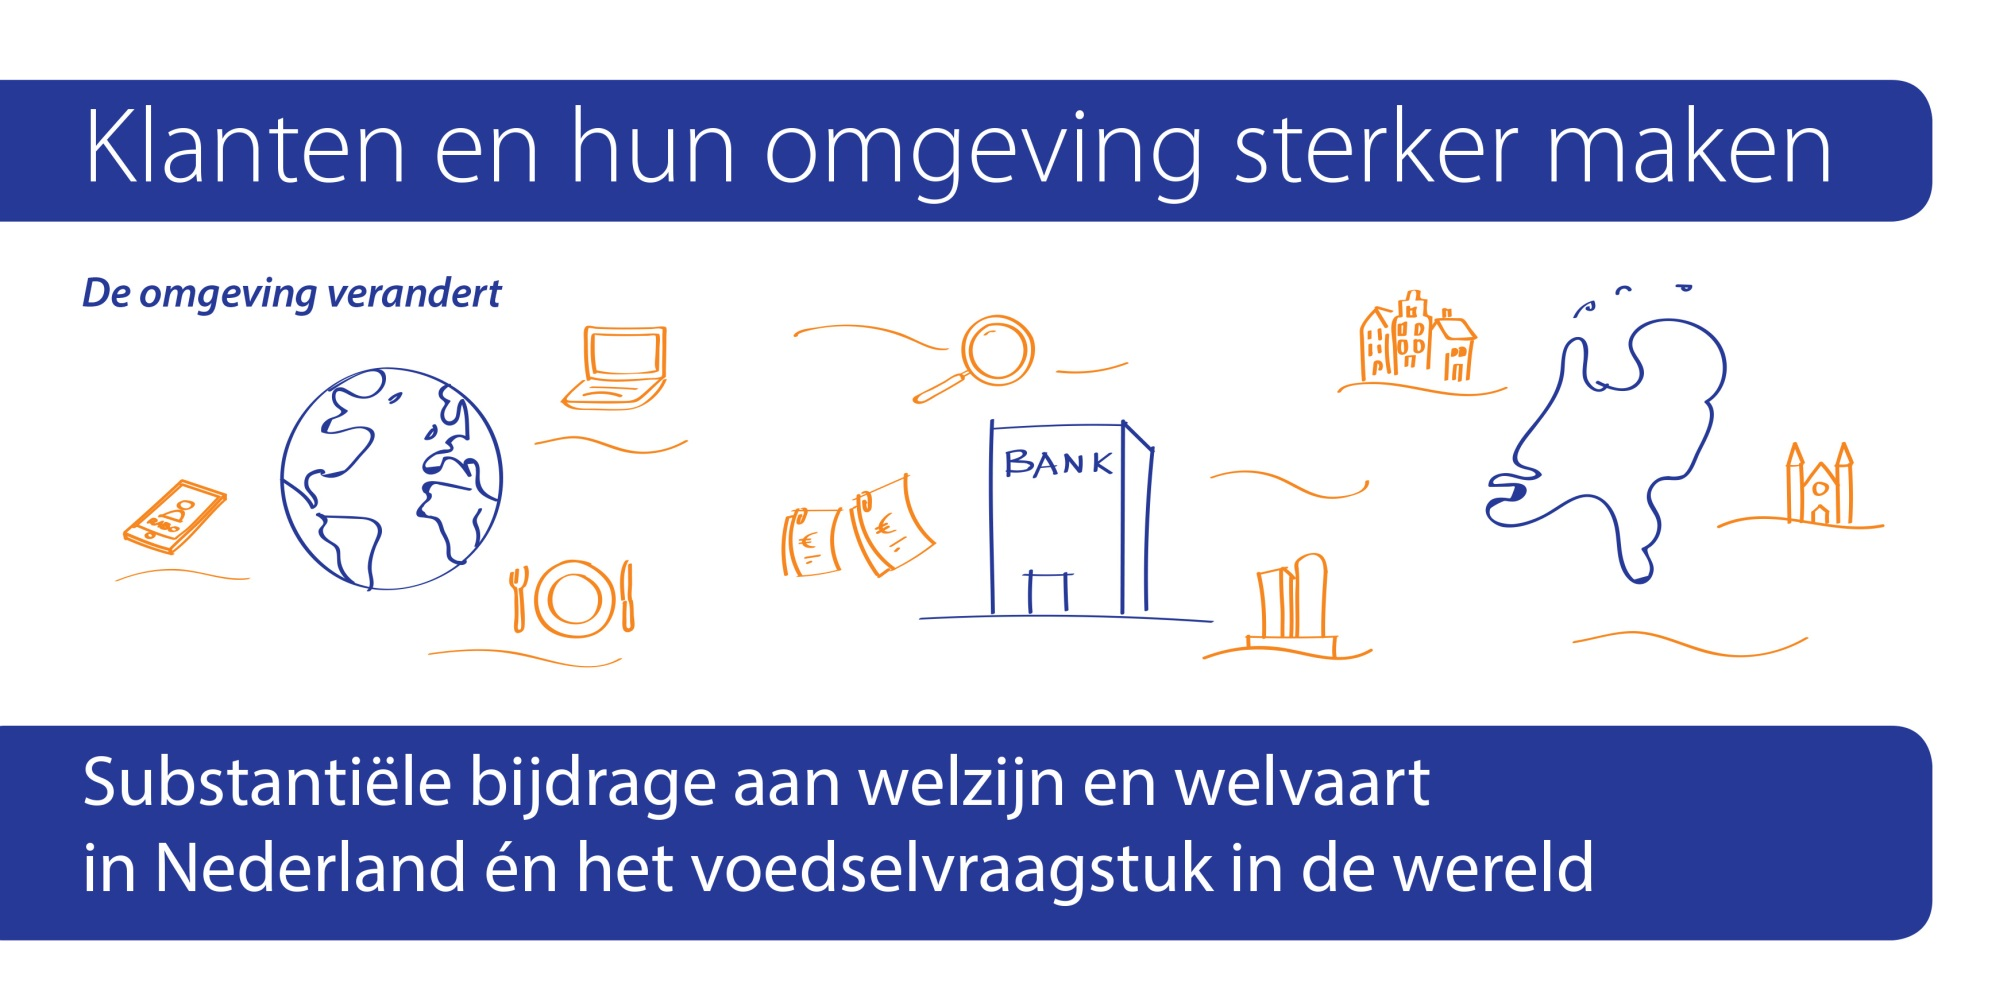 Klanten en hun omgeving sterker maken
De omgeving verandert
RABO
BANK
€
€
Substantiële bijdrage aan welzijn en welvaart
in Nederland én het voedselvraagstuk in de wereld